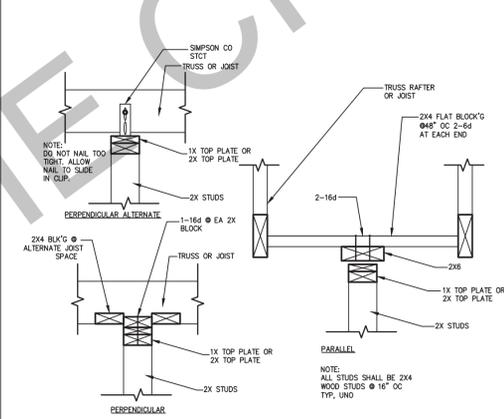 SIMPSON CO
STCT
TRUSS OR JOIST
NOTE:
DO NOT NAIL TOO
TIGHT. ALLOW
NAIL TO SLIDE
IN CLIP.
1X TOP PLATE OR
2X TOP PLATE
2X STUDS
PERPENDICULAR ALTERNATE
1-16d @ EA 2X
BLOCK
2X4 BLK'G @
ALTERNATE JOIST
SPACE
TRUSS OR JOIST
1X TOP PLATE OR
2X TOP PLATE
2X STUDS
PERPENDICULAR
TRUSS RAFTER
OR JOIST
2X4 FLAT BLOCK'G
@48" OC 2-6d
AT EACH END
2-16d
2X6
1X TOP PLATE OR
2X TOP PLATE
2X STUDS
PARALLEL
NOTE:
ALL STUDS SHALL BE 2X4
WOOD STUDS @ 16" OC
TYP, UNO